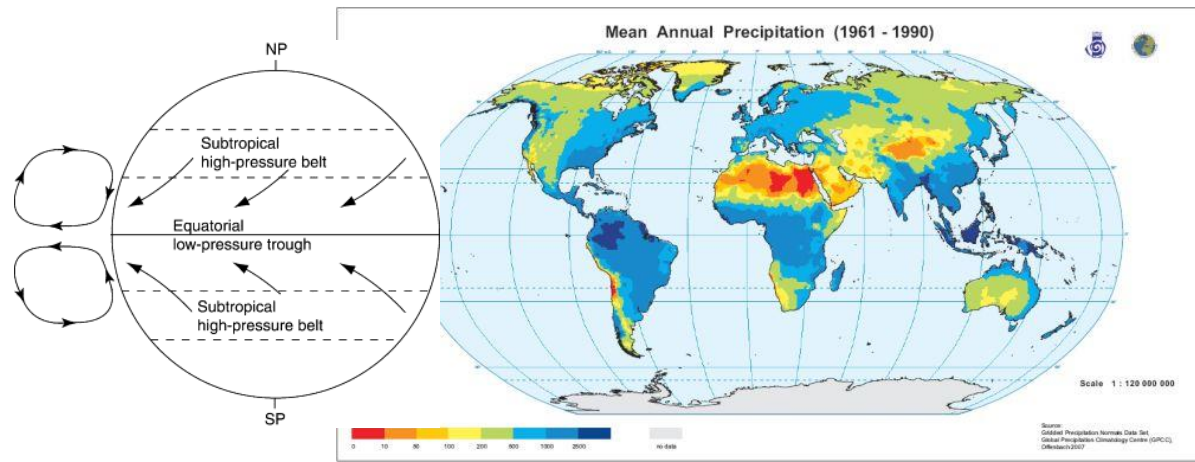 NP
Subtropical
high-pressure belt
Equatorial
low-pressure trough
Subtropical
high-pressure belt
SP
Mean Annual Precipitation (1961 - 1990)
Scale 1 : 120 000 000
0 10 50 100 200 500 1000 2500 no data
Source:
Gridded Precipitation Normals Data Set,
Global Precipitation Climatology Centre (GPCC),
Offenbach 2007